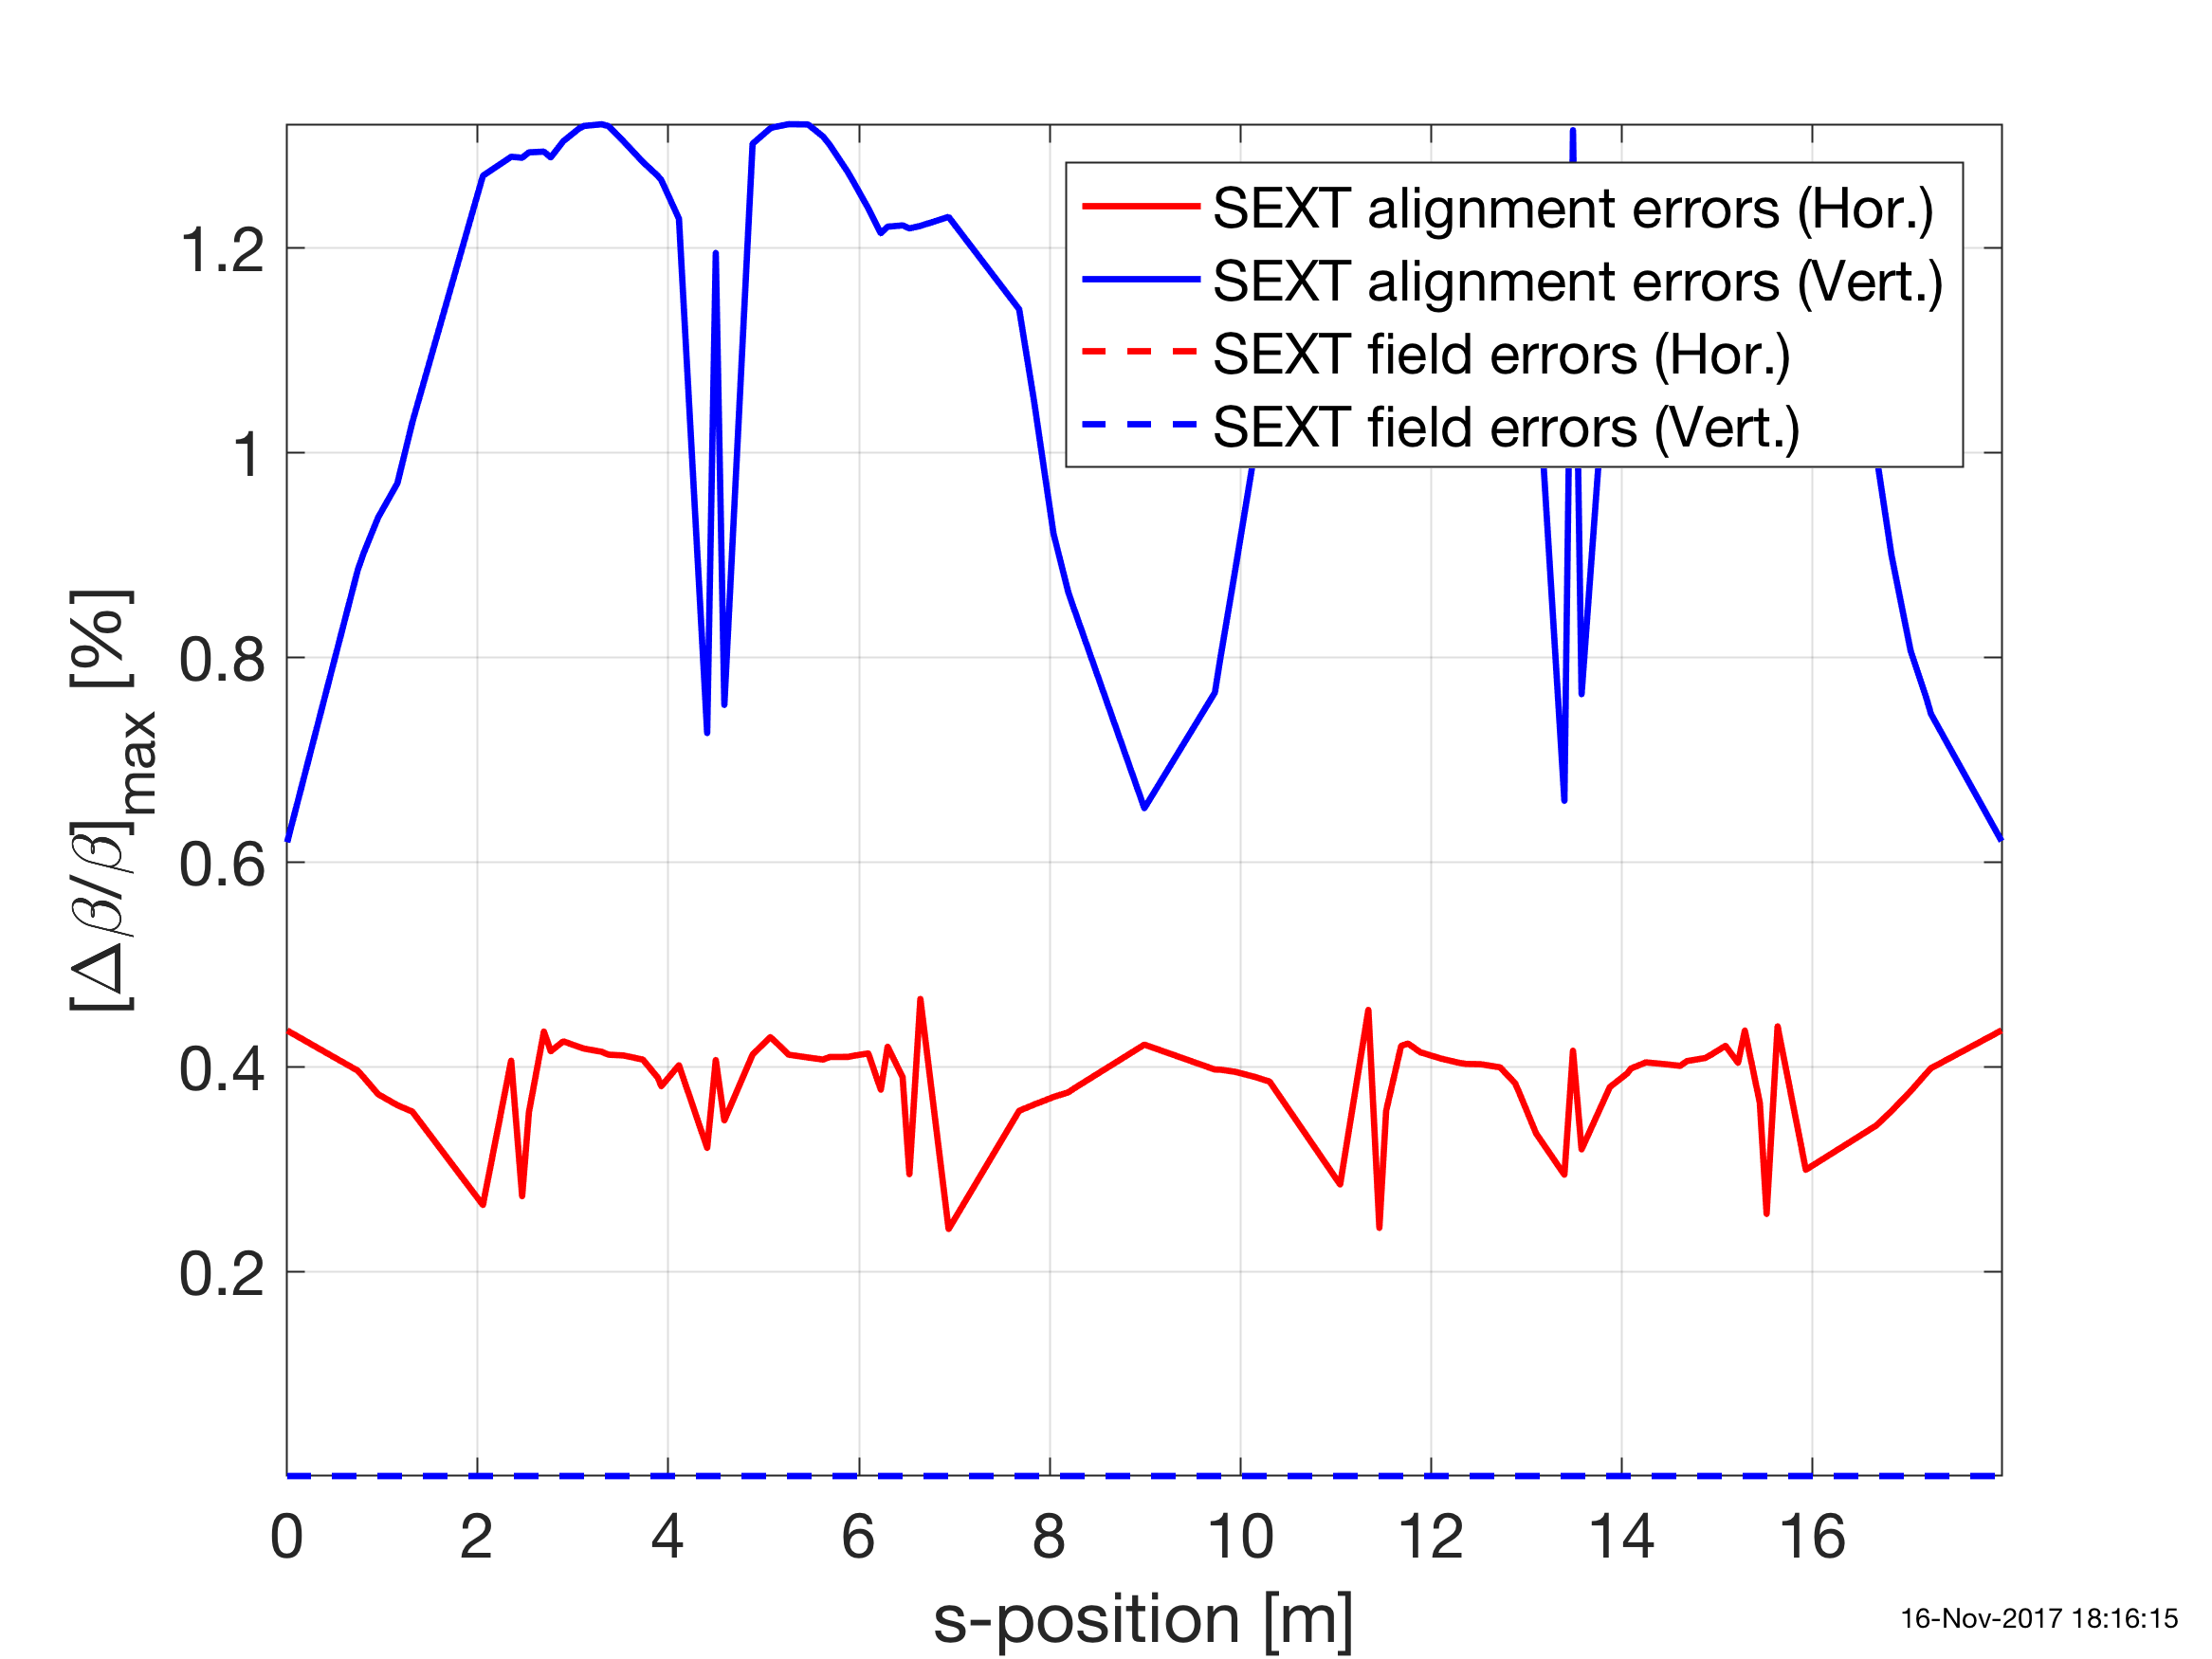 SEXT alignment errors (Hor.)
SEXT alignment errors (Vert.)
SEXT field errors (Hor.)
SEXT field errors (Vert.)
1.2
1
0.8
0.6
0.4
0.2
[Δβ/β]max [%]
0 2 4 6 8 10 12 14 16
s-position [m]
16-Nov-2017 18:16:15